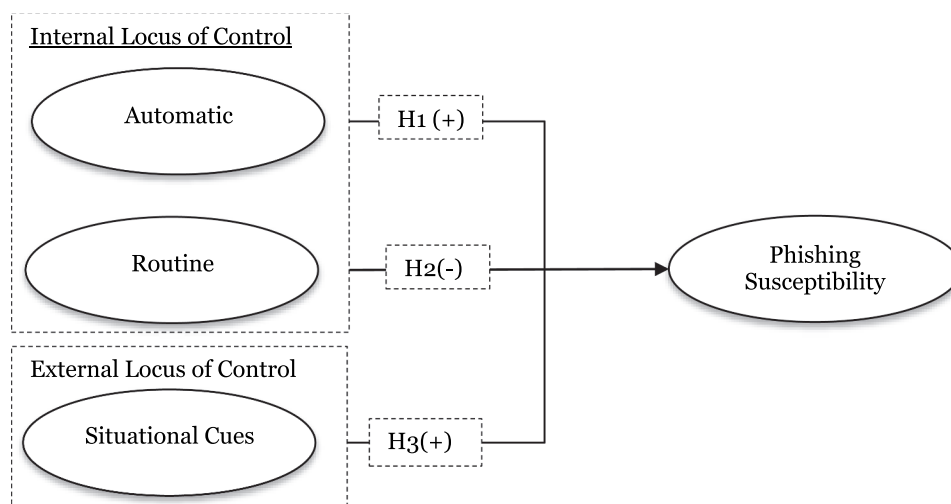 Internal Locus of Control
Automatic
H1 (+)
Routine
H2(-)
Phishing
Susceptibility
External Locus of Control
Situational Cues
H3(+)